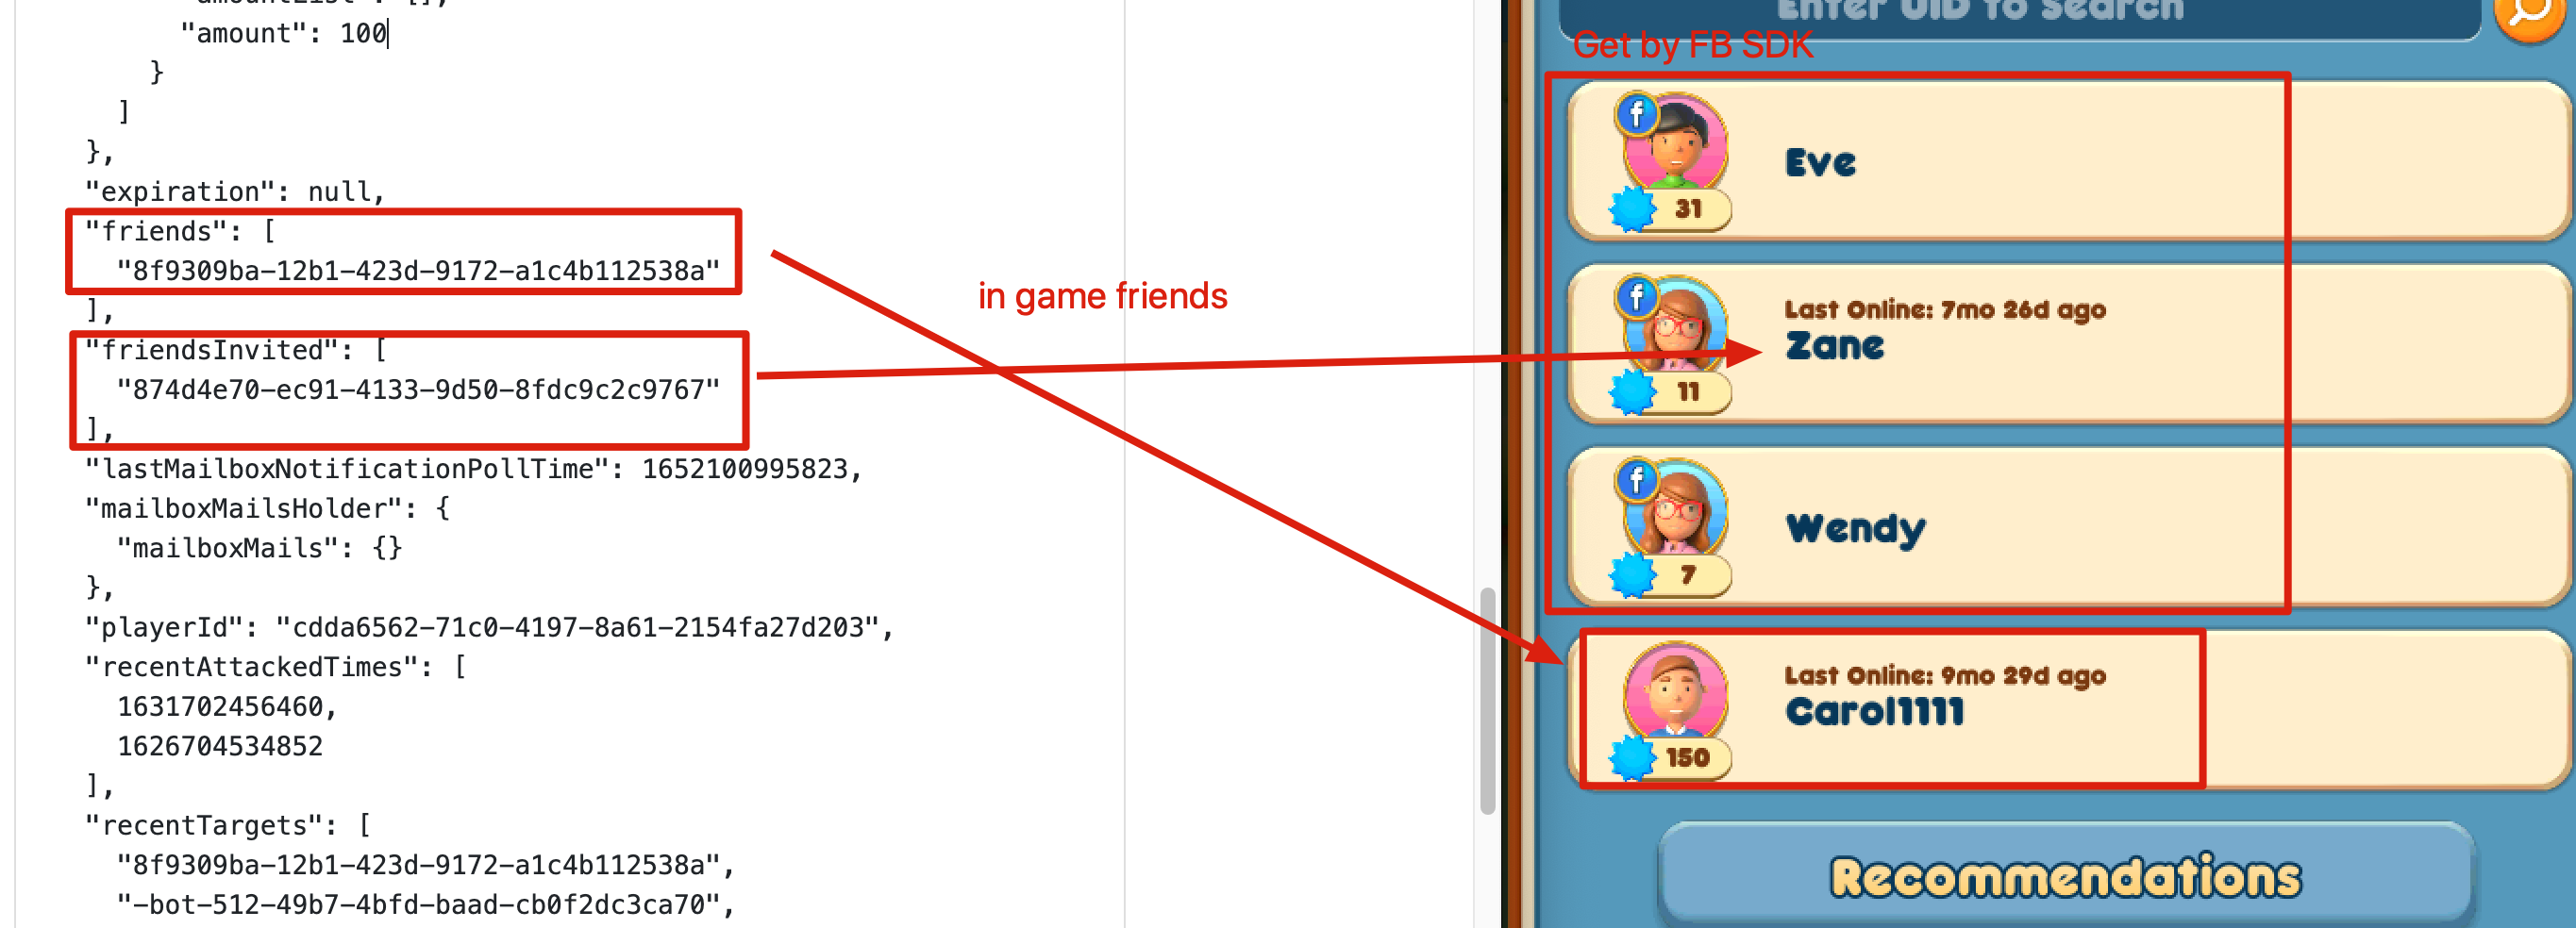 "amountList": [],
"amount": 100
}
]
},
"expiration": null,
"friends": [
"8f9309ba-12b1-423d-9172-a1c4b112538a"
],
"friendsInvited": [
"874d4e70-ec91-4133-9d50-8fdc9c2c9767"
],
"lastMailboxNotificationPollTime": 1652100995823,
"mailboxMailsHolder": {
"mailboxMails": {}
},
"playerId": "cdda6562-71c0-4197-8a61-2154fa27d203",
"recentAttackedTimes": [
1631702456460,
1626704534852
],
"recentTargets": [
"8f9309ba-12b1-423d-9172-a1c4b112538a",
"-bot-512-49b7-4bfd-baad-cb0f2dc3ca70",
in game friends
Enter UID to Search
Get by FB SDK
f
Eve
31
f
Last Online: 7mo 26d ago
Zane
11
f
Wendy
7
Last Online: 9mo 29d ago
Carol1111
150
Recommendations